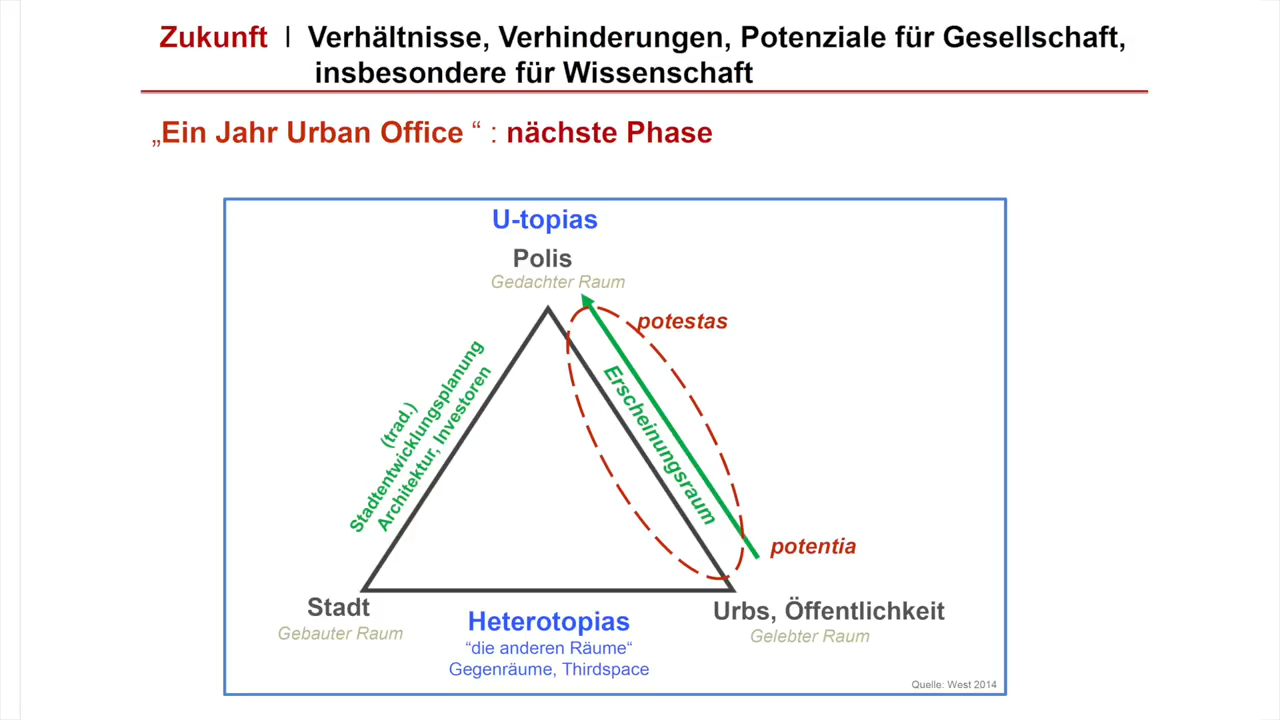 Zukunft | Verhältnisse, Verhinderungen, Potenziale für Gesellschaft,
insbesondere für Wissenschaft
„Ein Jahr Urban Office “ : nächste Phase
U-topias
Polis
Gedachter Raum
potestas
(trad.)
Stadtentwicklungsplanung
Architektur, Investoren
Erscheinungsraum
potentia
Stadt
Gebauter Raum
Heterotopias
“die anderen Räume“
Gegenräume, Thirdspace
Urbs, Öffentlichkeit
Gelebter Raum
Quelle: West 2014